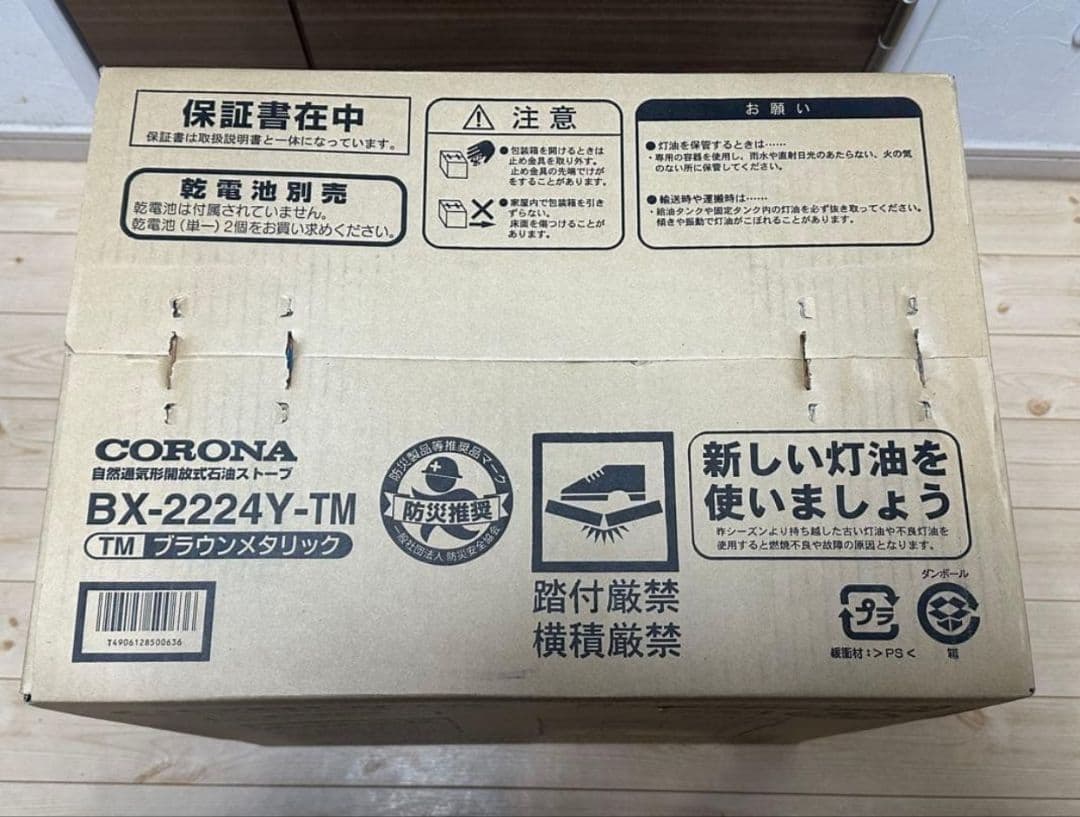 保証書在中
保証書は取扱説明書と一体になっています。
乾電池別売
乾電池は付属されていません。
乾電池(単一)2個をお買い求めください。
注意
●包装箱を開けるときは
止め金具を取り外す。
止め金具の先端でけが
をすることがあります。
●家屋内で包装箱を引き
ずらない。
床面を傷つけることが
あります。
お願い
●灯油を保管するときは……
・専用の容器を使用し、雨水や直射日光のあたらない、火の気
のない所に保管してください。
●輸送時や運搬時は……
・給油タンクや固定タンク内の灯油を必ず抜き取ってください。
傾きや振動で灯油がこぼれることがあります。
CORONA
自然通気形開放式石油ストーブ
BX-2224Y-TM
TM ブラウンメタリック
T4906128500636
防災製品等推奨品マーク
防災推奨
一般社団法人 防災安全協会
踏付厳禁
横積厳禁
新しい灯油を
使いましょう
昨シーズンより持ち越した古い灯油や不良灯油を
使用すると燃焼不良や故障の原因となります。
プラ
緩衝材:>PS<
ダンボール
箱